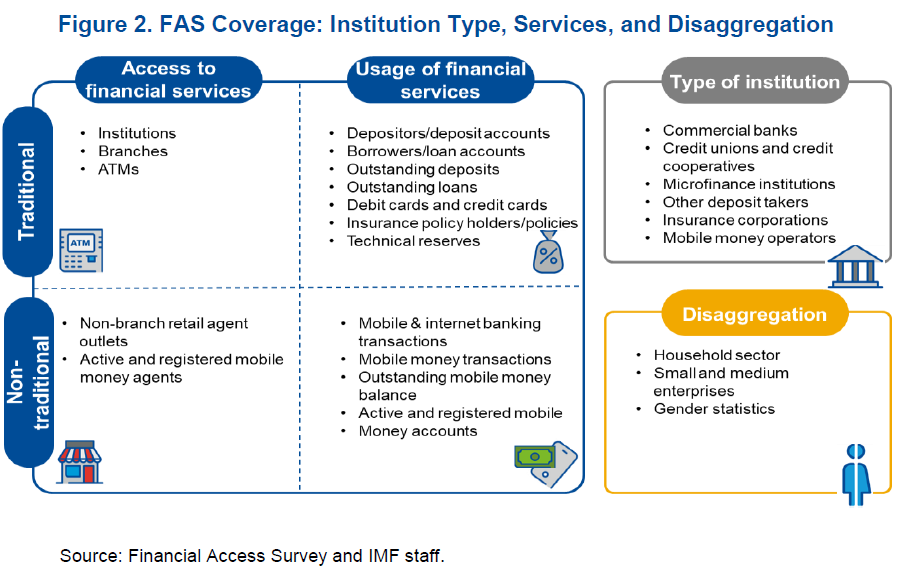 Figure 2. FAS Coverage: Institution Type, Services, and Disaggregation
Access to
financial services
Usage of financial
services
Traditional
• Institutions
• Branches
• ATMs
ATM
• Depositors/deposit accounts
• Borrowers/loan accounts
• Outstanding deposits
• Outstanding loans
• Debit cards and credit cards
• Insurance policy holders/policies
• Technical reserves
%
Non-
traditional
• Non-branch retail agent
outlets
• Active and registered mobile
money agents
• Mobile & internet banking
transactions
• Mobile money transactions
• Outstanding mobile money
balance
• Active and registered mobile
• Money accounts
Type of institution
• Commercial banks
• Credit unions and credit
cooperatives
• Microfinance institutions
• Other deposit takers
• Insurance corporations
• Mobile money operators
Disaggregation
• Household sector
• Small and medium
enterprises
• Gender statistics
Source: Financial Access Survey and IMF staff.